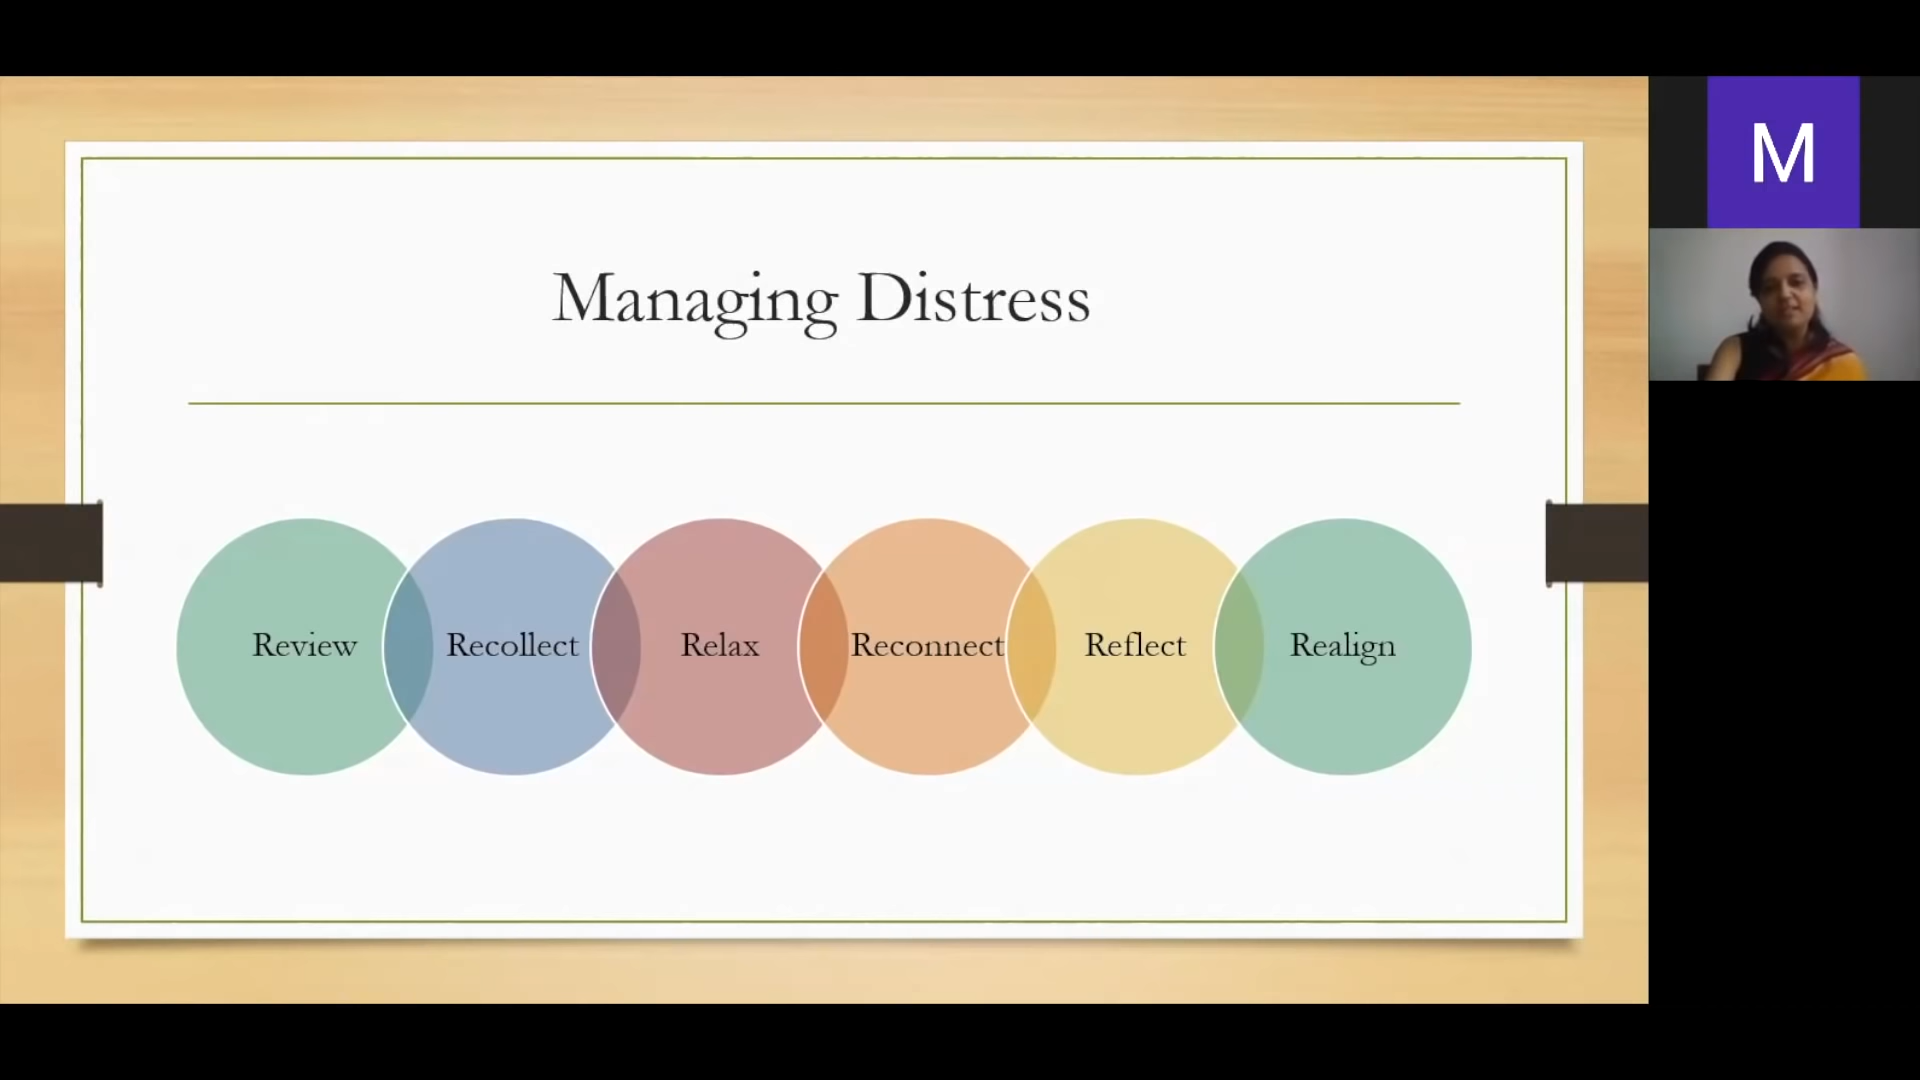 Managing Distress
Review
Recollect
Relax
Reconnect
Reflect
Realign
M